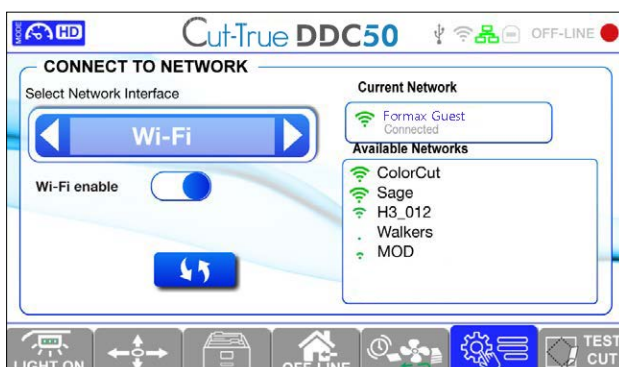 MODE HD Cut-True DDC50 OFF-LINE
CONNECT TO NETWORK
Select Network Interface
Wi-Fi
Wi-Fi enable
Current Network
Formax Guest
Connected
Available Networks
ColorCut
Sage
H3_012
Walkers
MOD
LIGHT ON
OFF-LINE
TEST
CUT